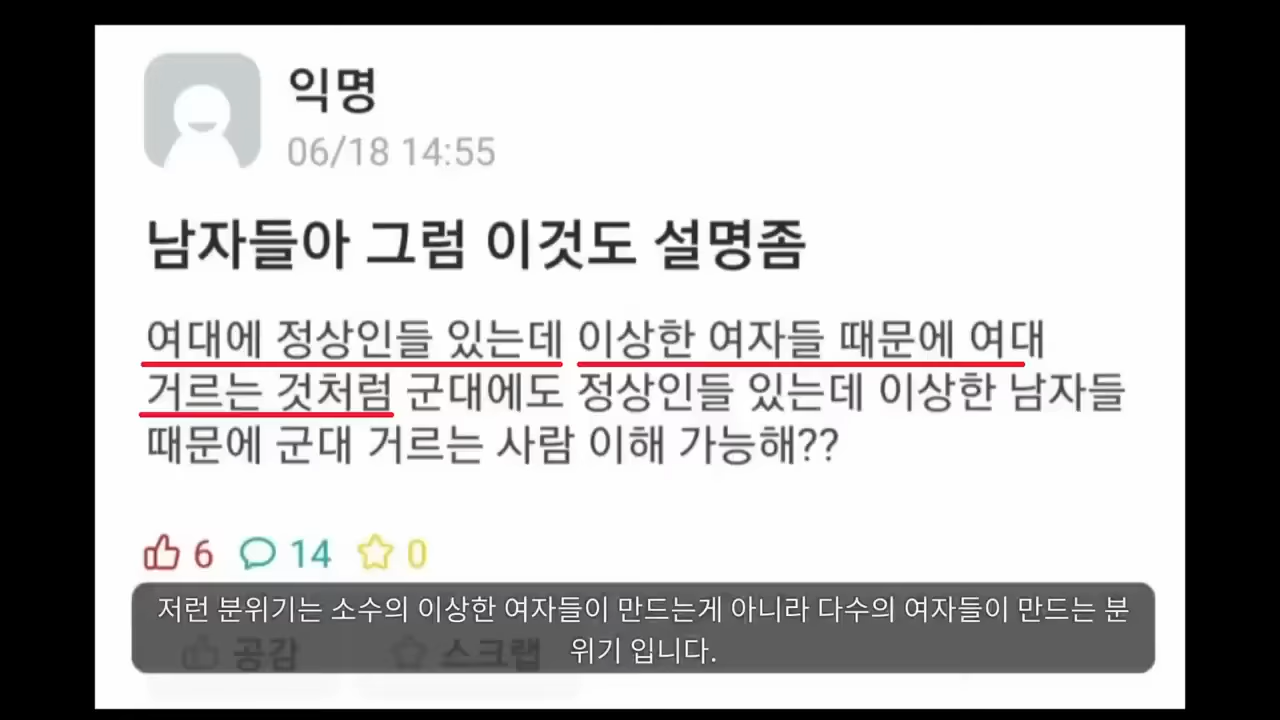 익명
06/18 14:55
남자들아 그럼 이것도 설명좀
여대에 정상인들 있는데 이상한 여자들 때문에 여대
거르는 것처럼 군대에도 정상인들 있는데 이상한 남자들
때문에 군대 거르는 사람 이해 가능해??
6 14 0
저런 분위기는 소수의 이상한 여자들이 만드는게 아니라 다수의 여자들이 만드는 분
위기 입니다.
공감 스크랩